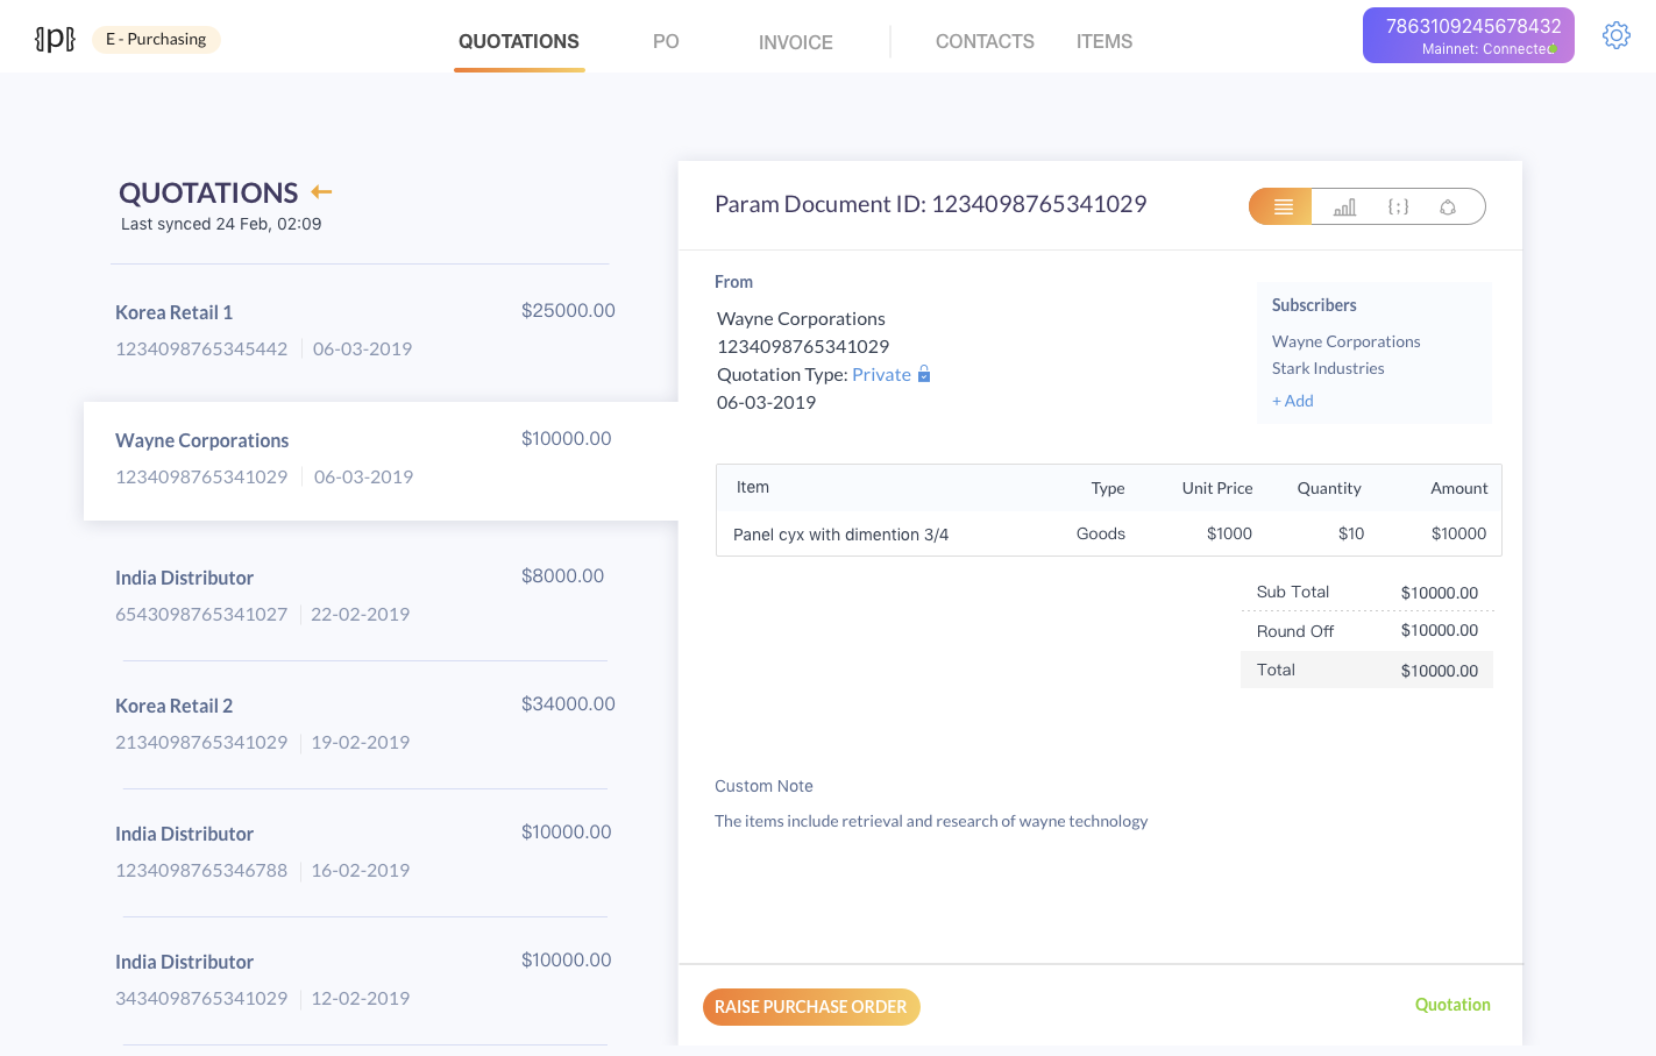 {p} E - Purchasing QUOTATIONS PO INVOICE CONTACTS ITEMS 7863109245678432
Mainnet: Connected
QUOTATIONS
Last synced 24 Feb, 02:09
Korea Retail 1 $25000.00
1234098765345442 06-03-2019
Wayne Corporations $10000.00
1234098765341029 06-03-2019
India Distributor $8000.00
6543098765341027 22-02-2019
Korea Retail 2 $34000.00
2134098765341029 19-02-2019
India Distributor $10000.00
1234098765346788 16-02-2019
India Distributor $10000.00
3434098765341029 12-02-2019
Param Document ID: 1234098765341029
{;}
From
Wayne Corporations
1234098765341029
Quotation Type: Private
06-03-2019
Subscribers
Wayne Corporations
Stark Industries
+ Add
Item Type Unit Price Quantity Amount
Panel cyx with dimention 3/4 Goods $1000 $10 $10000
Sub Total $10000.00
Round Off $10000.00
Total $10000.00
Custom Note
The items include retrieval and research of wayne technology
RAISE PURCHASE ORDER Quotation